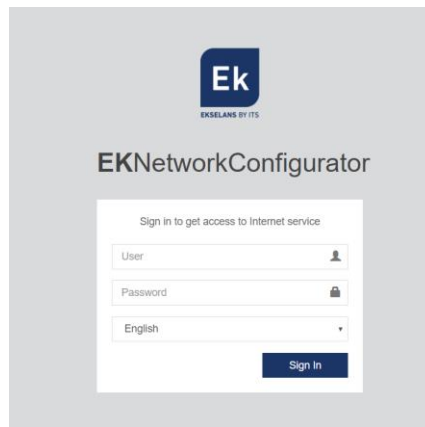 Ek
EKSELANS BY ITS
EKNetworkConfigurator
Sign in to get access to Internet service
User
Password
English
Sign In